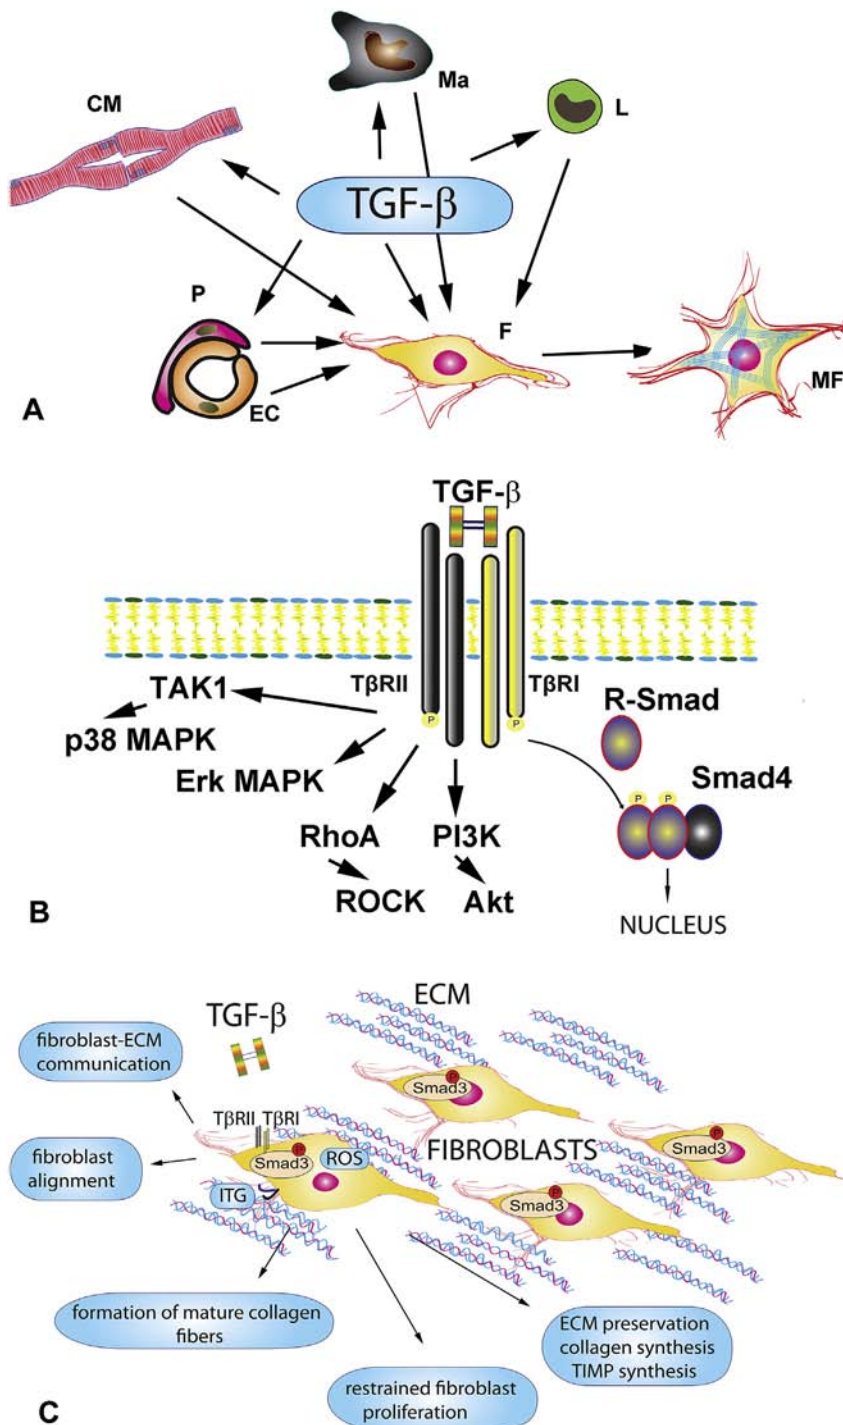 Ma
CM
L
TGF-β
P
F
EC
MF
A
TGF-β
TβRII
TβRI
TAK1
R-Smad
p38 MAPK
Erk MAPK
Smad4
P
P
P
P
RhoA
PI3K
ROCK
Akt
NUCLEUS
B
ECM
TGF-β
fibroblast-ECM
communication
P
Smad3
TβRII
TβRI
P
Smad3
FIBROBLASTS
fibroblast
alignment
P
Smad3
ROS
ITG
P
Smad3
formation of mature collagen
fibers
ECM preservation
collagen synthesis
TIMP synthesis
restrained fibroblast
proliferation
C